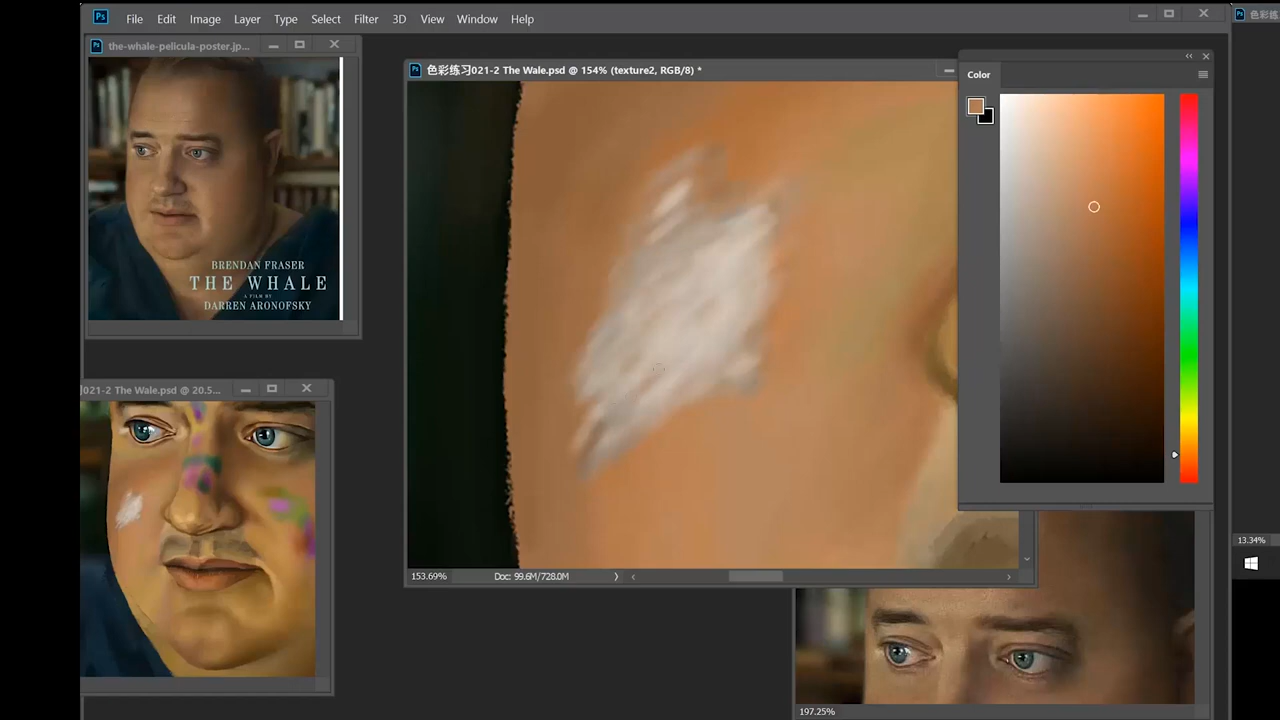 Ps File Edit Image Layer Type Select Filter 3D View Window Help
Ps 色彩练
Ps the-whale-pelicula-poster.jp...
BRENDAN FRASER
THE WHALE
A FILM BY
DARREN ARONOFSKY
Ps 色彩练习021-2 The Wale.psd @ 154% (texture2, RGB/8) *
Color
021-2 The Wale.psd @ 20.5...
153.69% Doc: 99.6M/728.0M
13.34%
197.25%